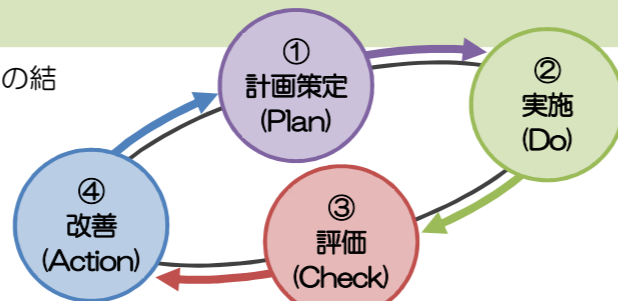 の結
①
計画策定
(Plan)
②
実施
(Do)
③
評価
(Check)
④
改善
(Action)